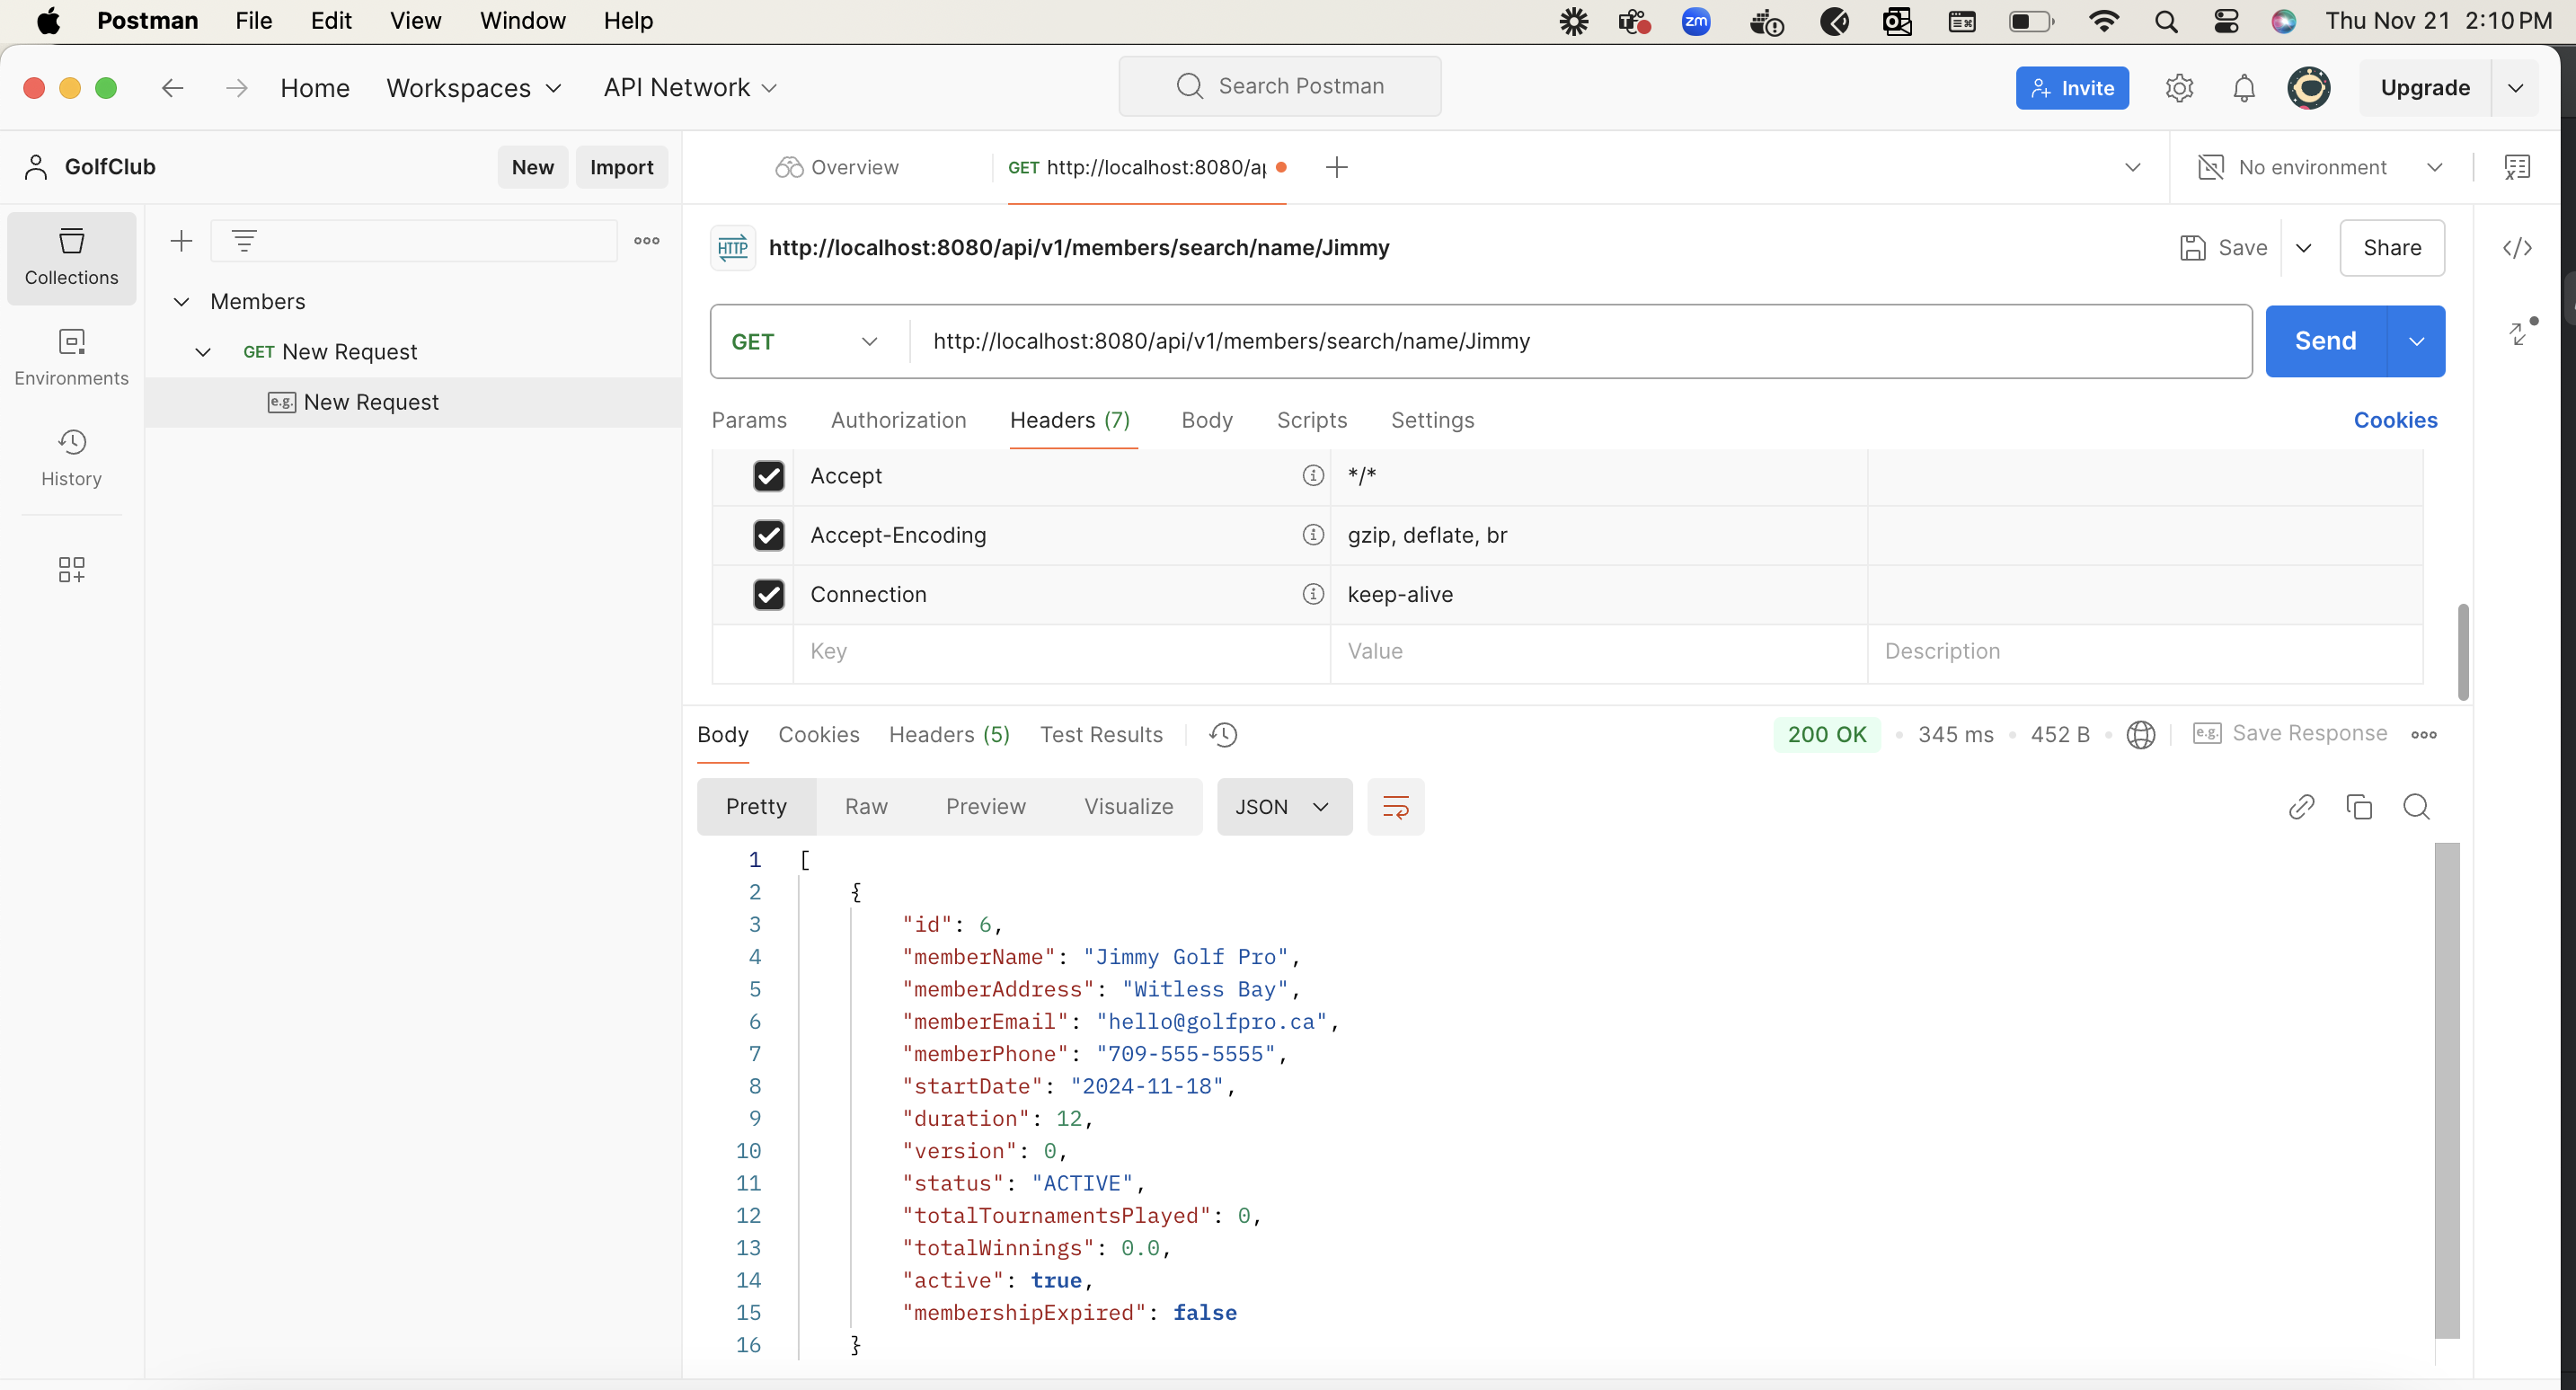 Postman File Edit View Window Help zm Thu Nov 21 2:10 PM
Home Workspaces API Network Search Postman Invite Upgrade
GolfClub New Import Overview GET http://localhost:8080/ap No environment
Collections
Environments
History
Members
GET New Request
e.g. New Request
HTTP http://localhost:8080/api/v1/members/search/name/Jimmy Save Share
GET http://localhost:8080/api/v1/members/search/name/Jimmy Send
Params Authorization Headers (7) Body Scripts Settings Cookies
Accept */*
Accept-Encoding gzip, deflate, br
Connection keep-alive
Key Value Description
Body Cookies Headers (5) Test Results 200 OK • 345 ms • 452 B • e.g. Save Response
Pretty Raw Preview Visualize JSON
1 [
2 {
3 "id": 6,
4 "memberName": "Jimmy Golf Pro",
5 "memberAddress": "Witless Bay",
6 "memberEmail": "hello@golfpro.ca",
7 "memberPhone": "709-555-5555",
8 "startDate": "2024-11-18",
9 "duration": 12,
10 "version": 0,
11 "status": "ACTIVE",
12 "totalTournamentsPlayed": 0,
13 "totalWinnings": 0.0,
14 "active": true,
15 "membershipExpired": false
16 }